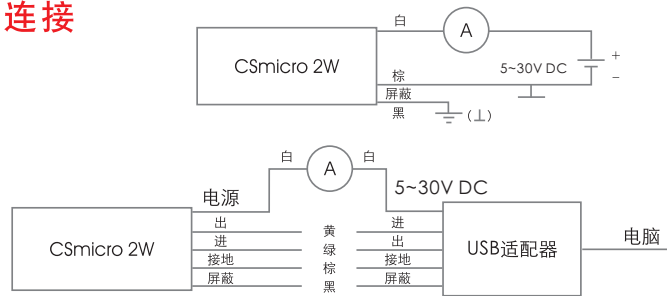 连接
白
A
CSmicro 2W
5~30V DC
+
−
棕
屏蔽
黑
(⊥)
白
A
白
5~30V DC
电源
CSmicro 2W
出
进
接地
屏蔽
黄
绿
棕
黑
进
出
接地
屏蔽
USB适配器
电脑